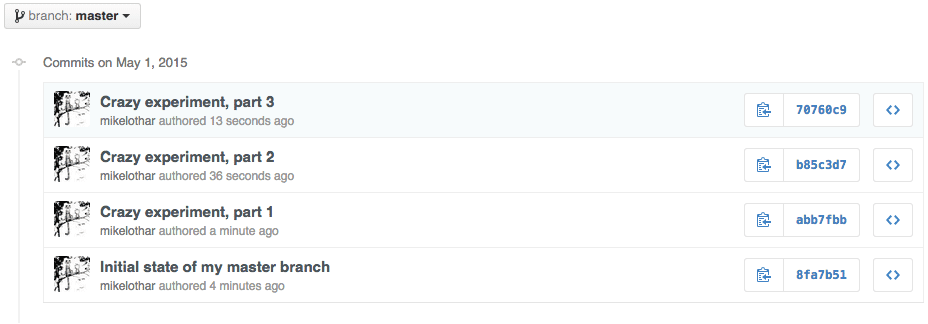 branch: master
Commits on May 1, 2015
Crazy experiment, part 3
mikelothar authored 13 seconds ago
70760c9
Crazy experiment, part 2
mikelothar authored 36 seconds ago
b85c3d7
Crazy experiment, part 1
mikelothar authored a minute ago
abb7fbb
Initial state of my master branch
mikelothar authored 4 minutes ago
8fa7b51